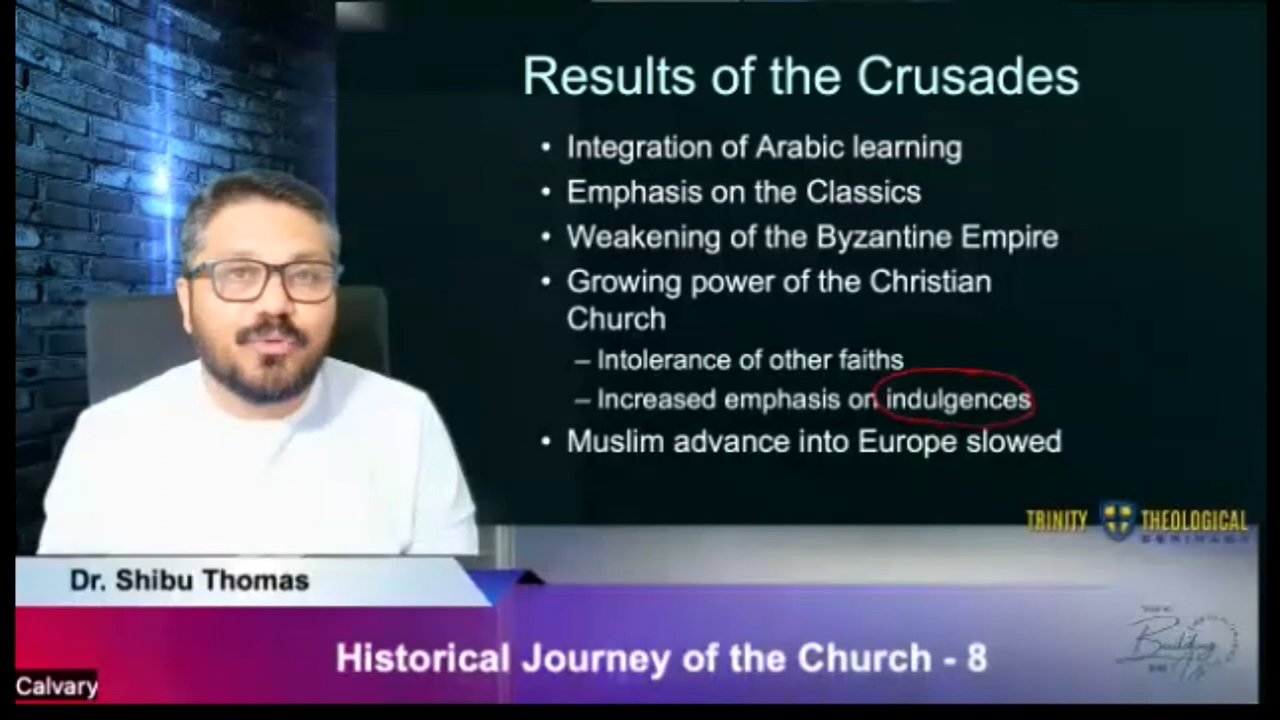 Results of the Crusades
• Integration of Arabic learning
• Emphasis on the Classics
• Weakening of the Byzantine Empire
• Growing power of the Christian
Church
– Intolerance of other faiths
– Increased emphasis on indulgences
• Muslim advance into Europe slowed
TRINITY THEOLOGICAL
SEMINARY
Dr. Shibu Thomas
Historical Journey of the Church - 8
Building
Calvary